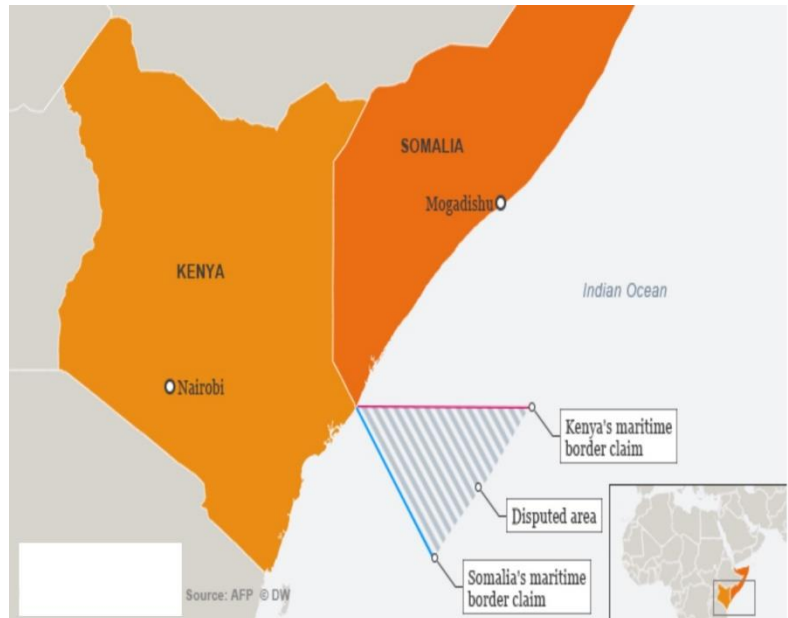 SOMALIA
Mogadishu
KENYA
Indian Ocean
Nairobi
Kenya's maritime
border claim
Disputed area
Somalia's maritime
border claim
Source: AFP © DW